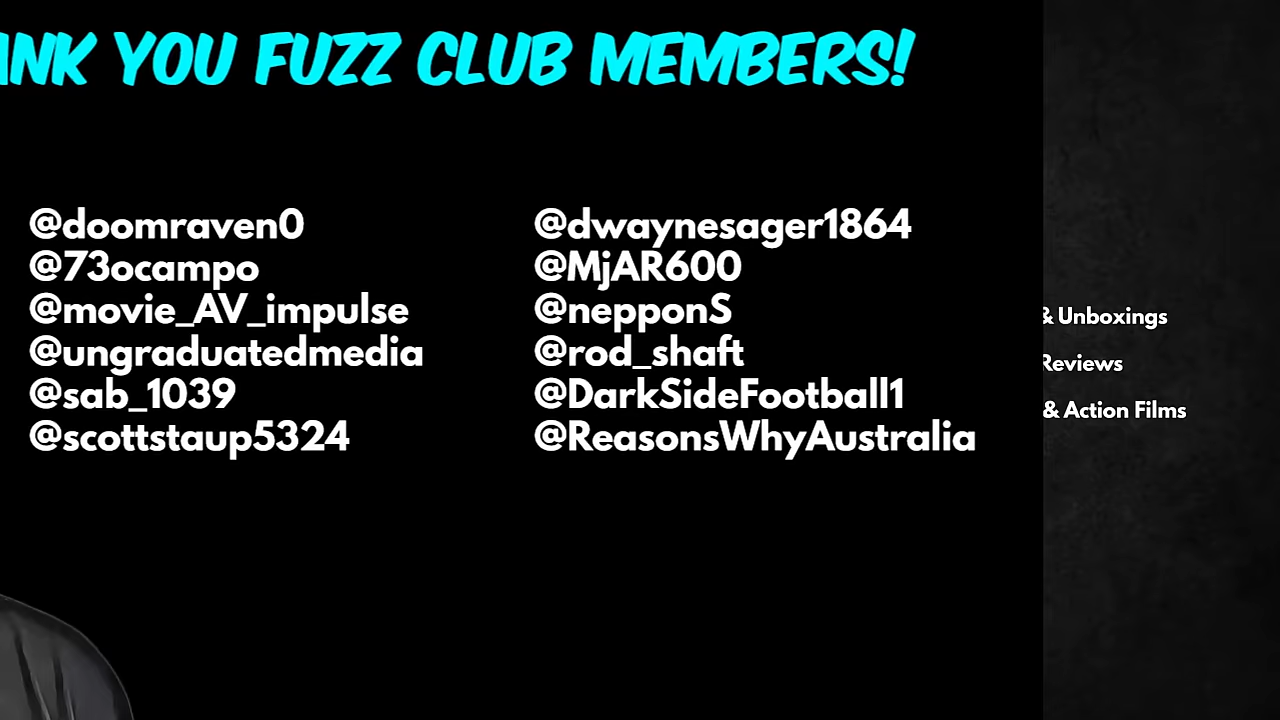 ANK YOU FUZZ CLUB MEMBERS!
@doomraven0
@73ocampo
@movie_AV_impulse
@ungraduatedmedia
@sab_1039
@scottstaup5324
@dwaynesager1864
@MjAR600
@nepponS
@rod_shaft
@DarkSideFootball1
@ReasonsWhyAustralia
& Unboxings
Reviews
& Action Films